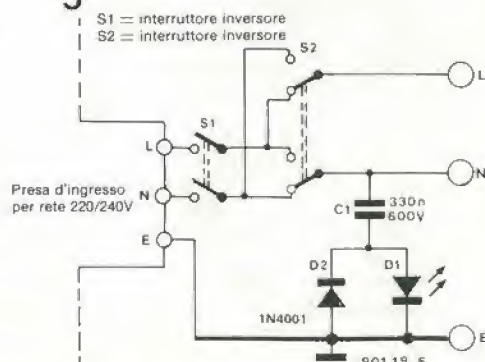 S1 = interruttore inversore
S2 = interruttore inversore
S2
L
S1
L
Presa d'ingresso
per rete 220/240V
N
N
C1
330n
600V
E
D2
D1
1N4001
E